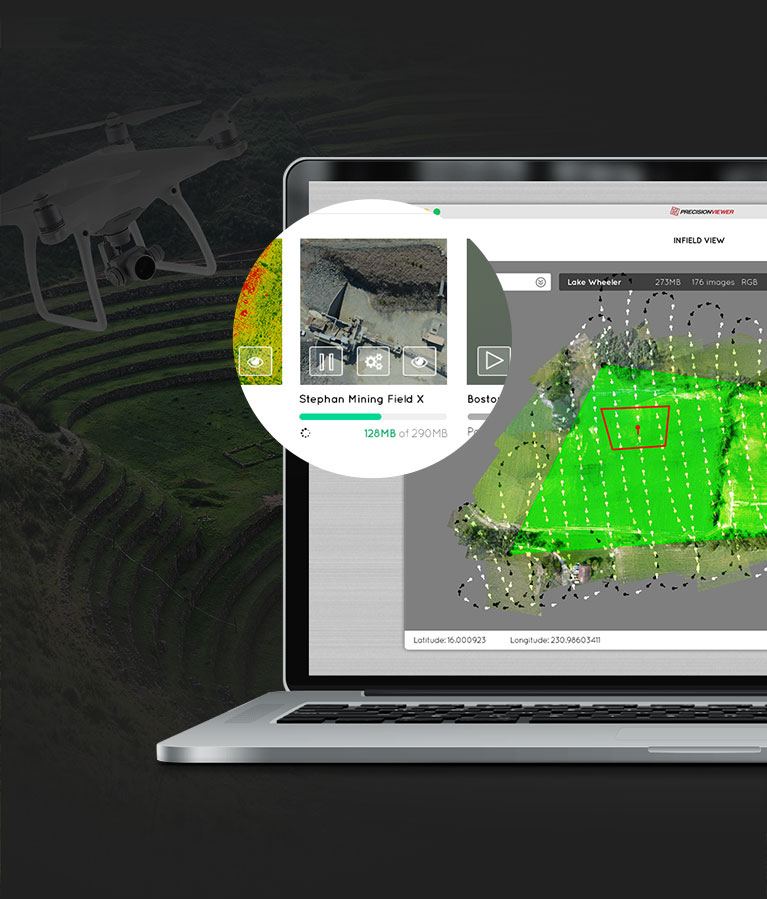 PRECISIONVIEWER
INFIELD VIEW
Lake Wheeler 273MB 176 images RGB
Stephan Mining Field X
128MB of 290MB
Latitude: 16.000923 Longitude: 230.98603411